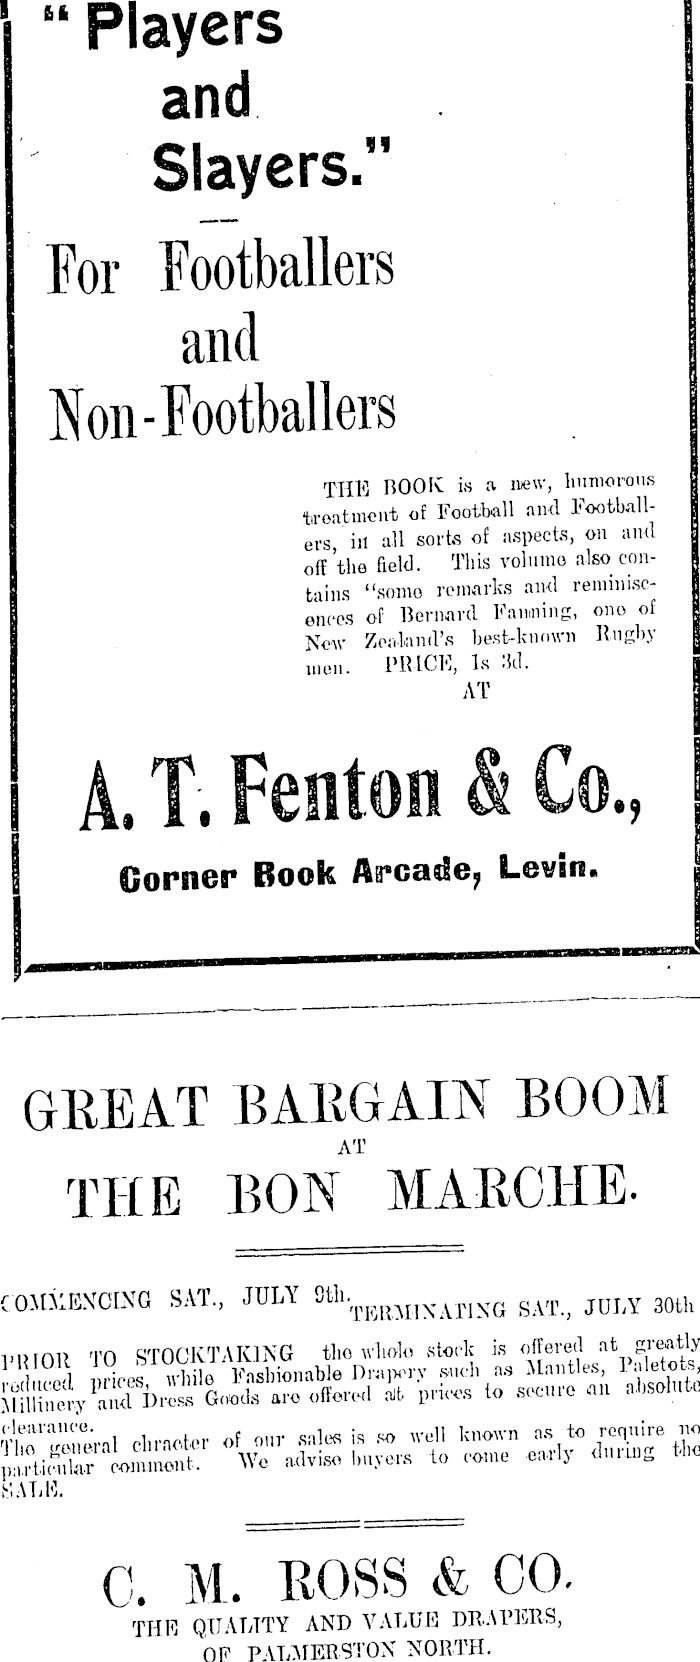 “ Players
and
Slayers.”
For Footballers
and
Non-Footballers
THE BOOK is a new, humorous
treatment of Football and Football-
ers, in all sorts of aspects, on and
off the field. This volume also con-
tains “some remarks and reminisc-
ences of Bernard Fanning, one of
New Zealand's best-known Rugby
men. PRICE, 1s 3d.
AT
A. T. Fenton & Co.,
Corner Book Arcade, Levin.
GREAT BARGAIN BOOM
AT
THE BON MARCHE.
COMMENCING SAT., JULY 9th.
TERMINATING SAT., JULY 30th
PRIOR TO STOCKTAKING the whole stock is offered at greatly
reduced prices, while Fashionable Drapery such as Mantles, Paletots,
Millinery and Dress Goods are offered at prices to secure an absolute
clearance.
The general chracter of our sales is so well known as to require no
particular comment. We advise buyers to come early during the
SALE.
C. M. ROSS & CO.
THE QUALITY AND VALUE DRAPERS,
OF PALMERSTON NORTH.